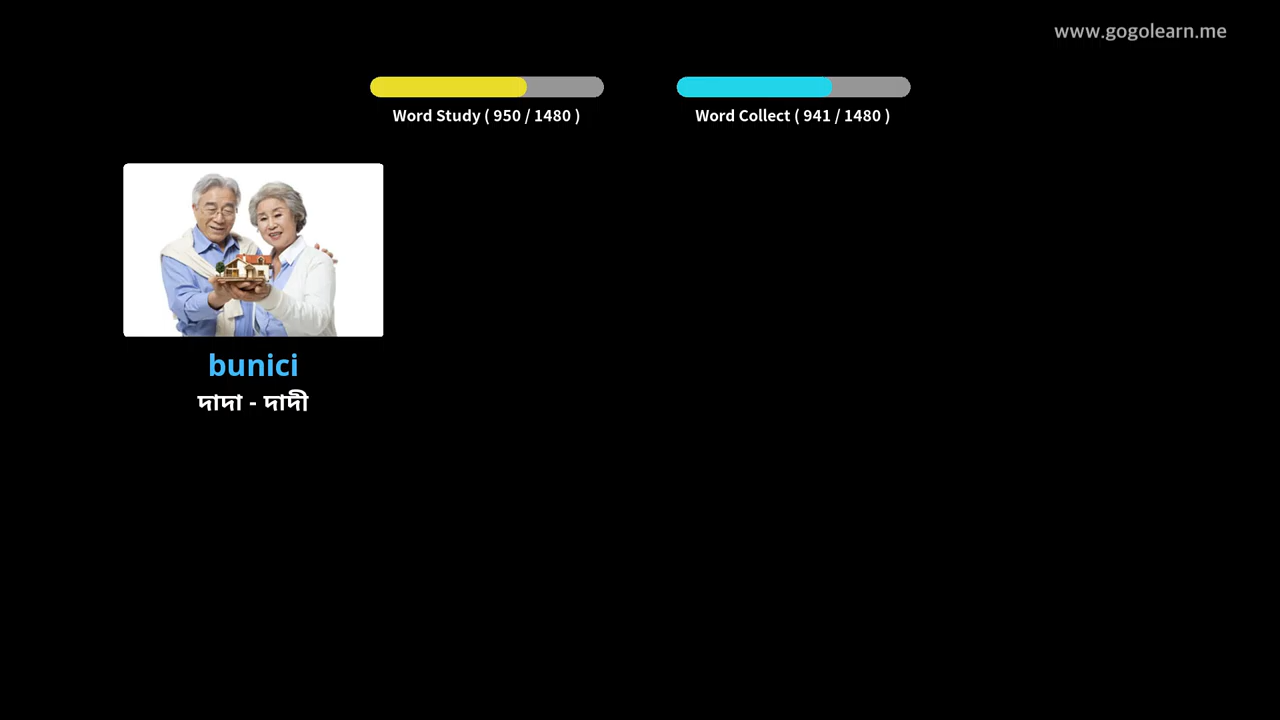 www.gogolearn.me
Word Study ( 950 / 1480 )
Word Collect ( 941 / 1480 )
bunici
দাদা - দাদী